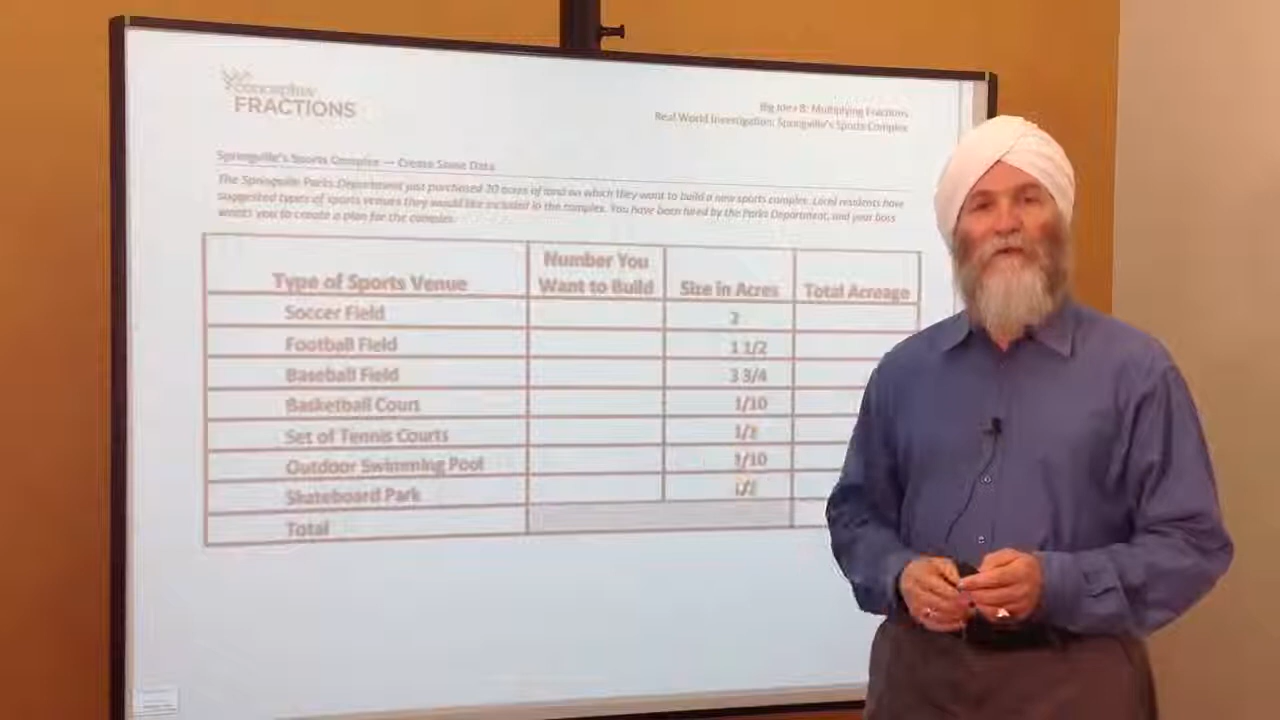 conceptua
FRACTIONS
Big Idea 8: Multiplying Fractions
Real World Investigation: Springville's Sports Complex
Springville's Sports Complex — Create Some Data
The Springville Parks Department just purchased 20 acres of land on which they want to build a new sports complex. Local residents have
suggested types of sports venues they would like included in the complex. You have been hired by the Parks Department, and your boss
wants you to create a plan for the complex.
Number You
Type of Sports Venue Want to Build Size in Acres Total Acreage
Soccer Field 2
Football Field 1 1/2
Baseball Field 3 3/4
Basketball Court 1/10
Set of Tennis Courts 1/2
Outdoor Swimming Pool 1/10
Skateboard Park 1/2
Total